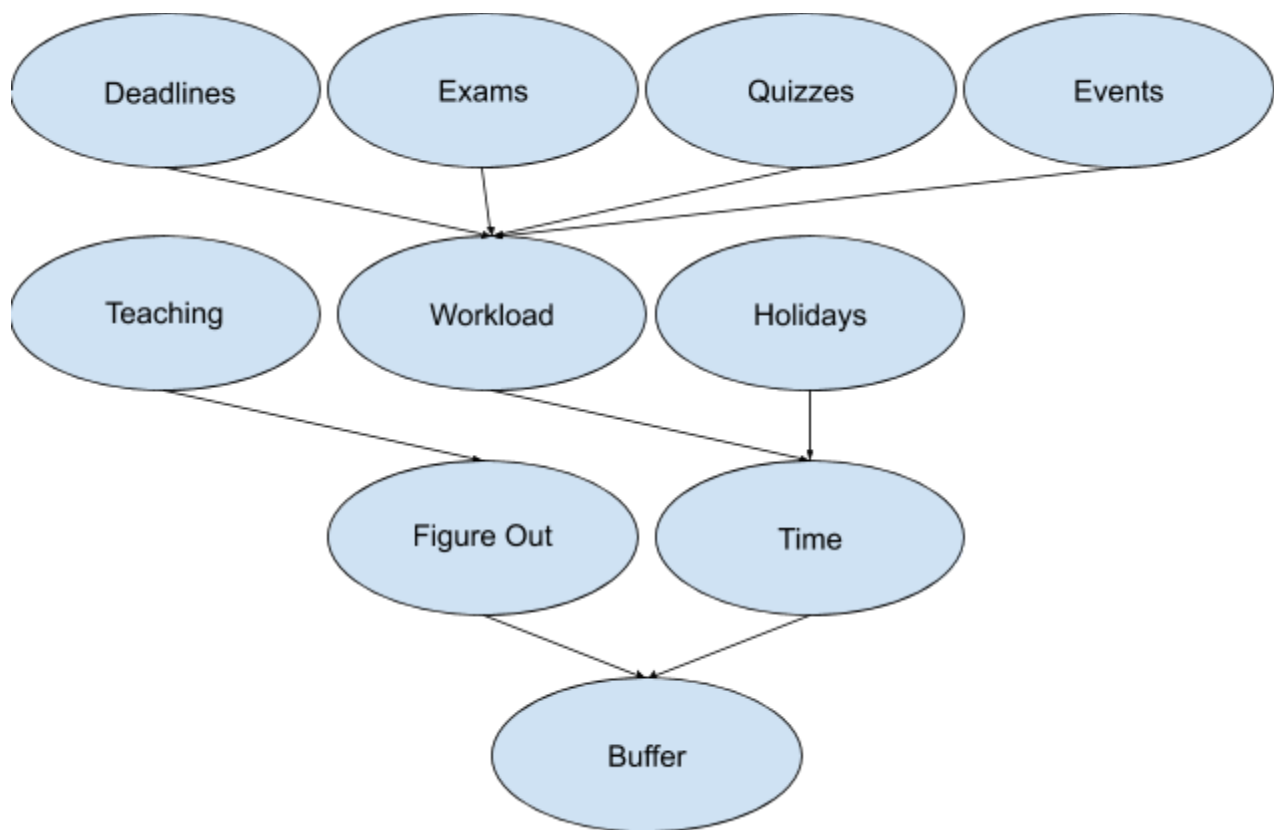 Deadlines
Exams
Quizzes
Events
Teaching
Workload
Holidays
Figure Out
Time
Buffer